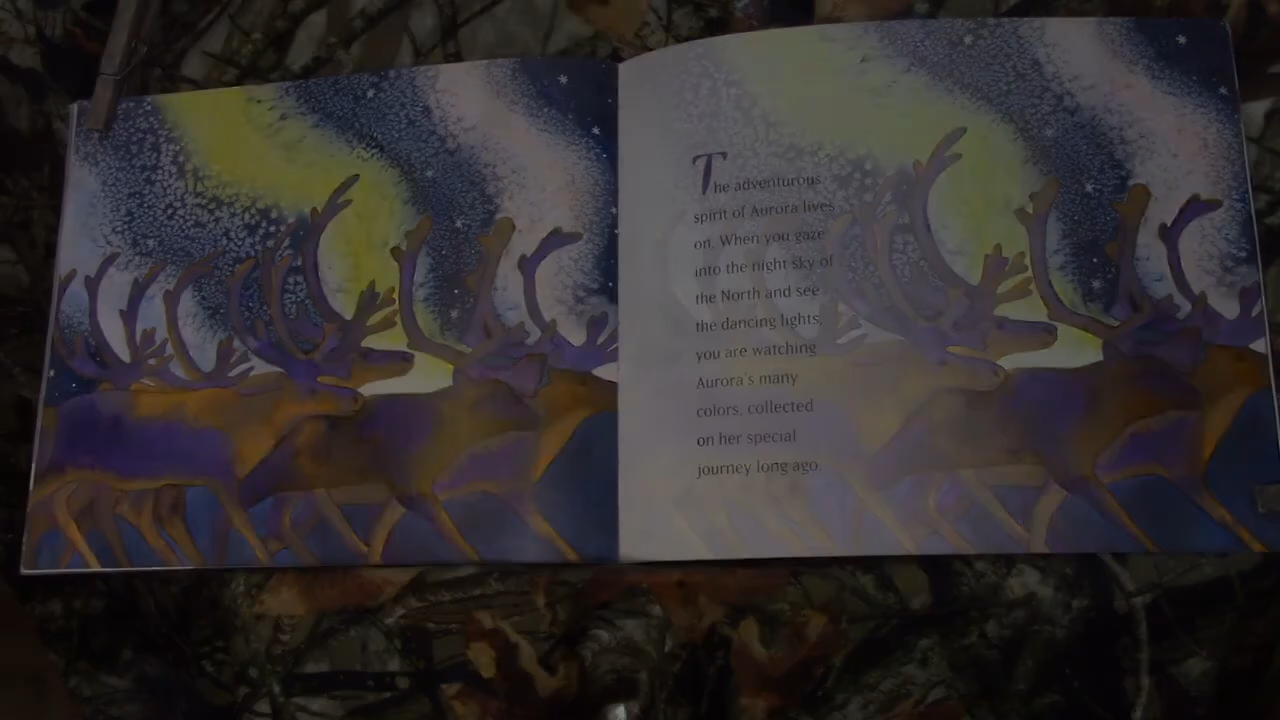 The adventurous
spirit of Aurora lives
on. When you gaze
into the night sky of
the North and see
the dancing lights,
you are watching
Aurora's many
colors, collected
on her special
journey long ago.